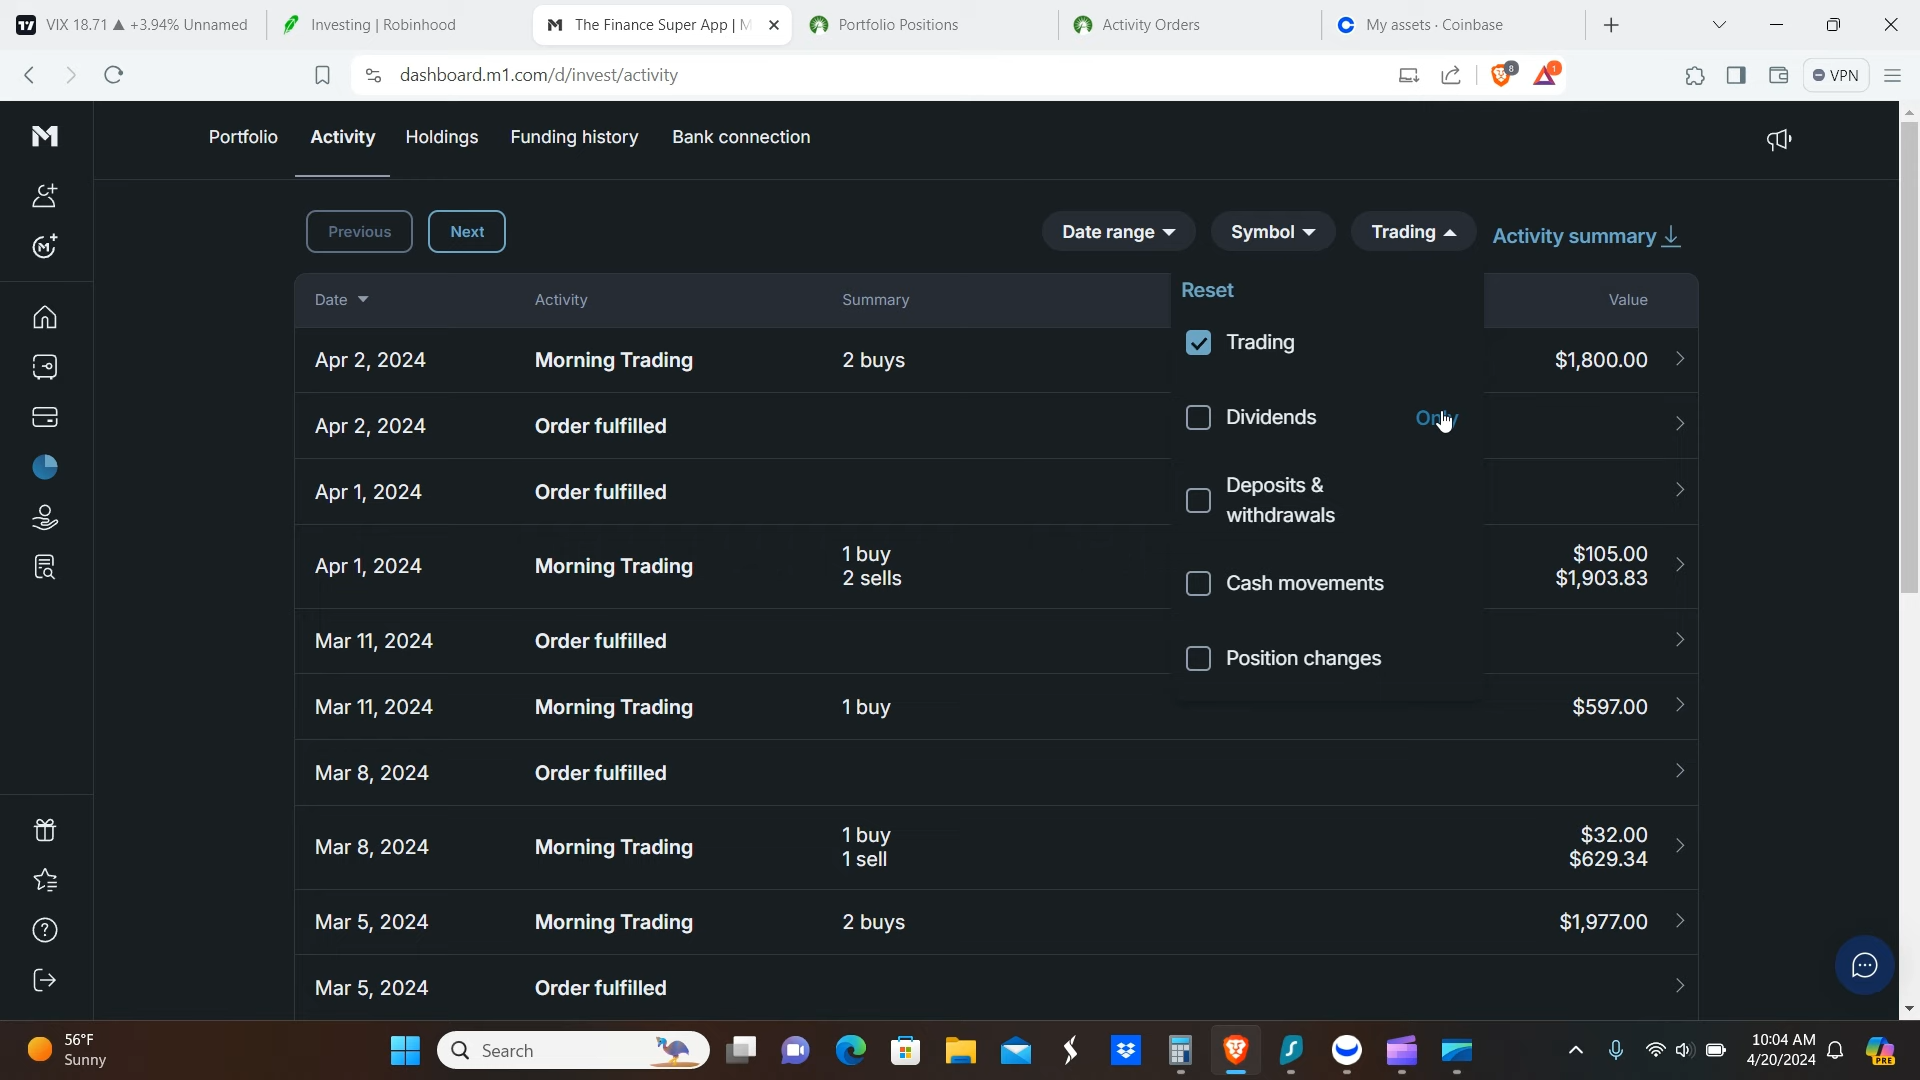 VIX 18.71 ▲ +3.94% Unnamed
Investing | Robinhood
The Finance Super App | M
Portfolio Positions
Activity Orders
My assets · Coinbase
dashboard.m1.com/d/invest/activity
8
1
VPN
Portfolio
Activity
Holdings
Funding history
Bank connection
Previous
Next
Date range
Symbol
Trading
Activity summary
Date
Activity
Summary
Value
Reset
Trading
Dividends
Only
Deposits &
withdrawals
Cash movements
Position changes
Apr 2, 2024 Morning Trading 2 buys $1,800.00
Apr 2, 2024 Order fulfilled
Apr 1, 2024 Order fulfilled
Apr 1, 2024 Morning Trading 1 buy $105.00
2 sells $1,903.83
Mar 11, 2024 Order fulfilled
Mar 11, 2024 Morning Trading 1 buy $597.00
Mar 8, 2024 Order fulfilled
Mar 8, 2024 Morning Trading 1 buy $32.00
1 sell $629.34
Mar 5, 2024 Morning Trading 2 buys $1,977.00
Mar 5, 2024 Order fulfilled
56°F
Sunny
Search
10:04 AM
4/20/2024
PRE